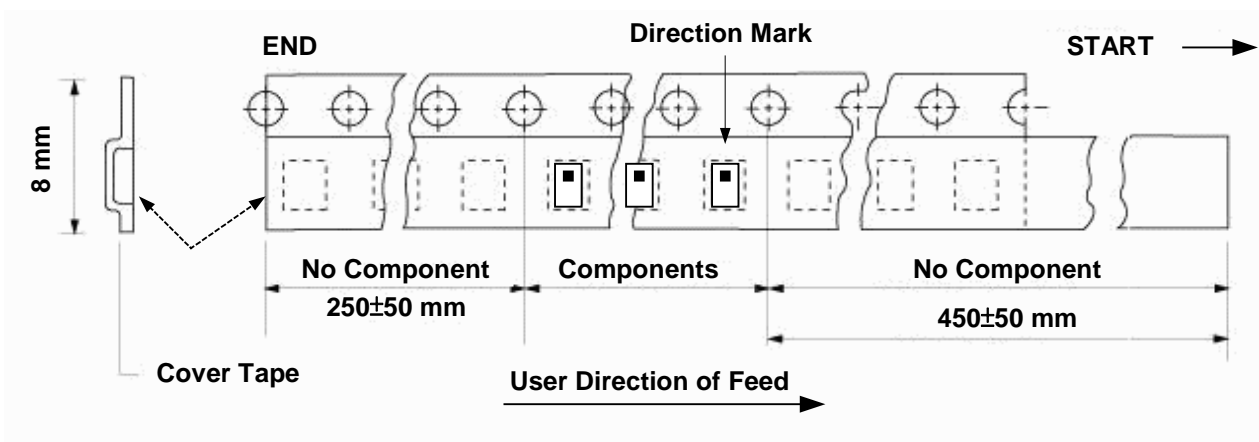 Direction Mark
END
START
8 mm
No Component
Components
No Component
250±50 mm
450±50 mm
Cover Tape
User Direction of Feed